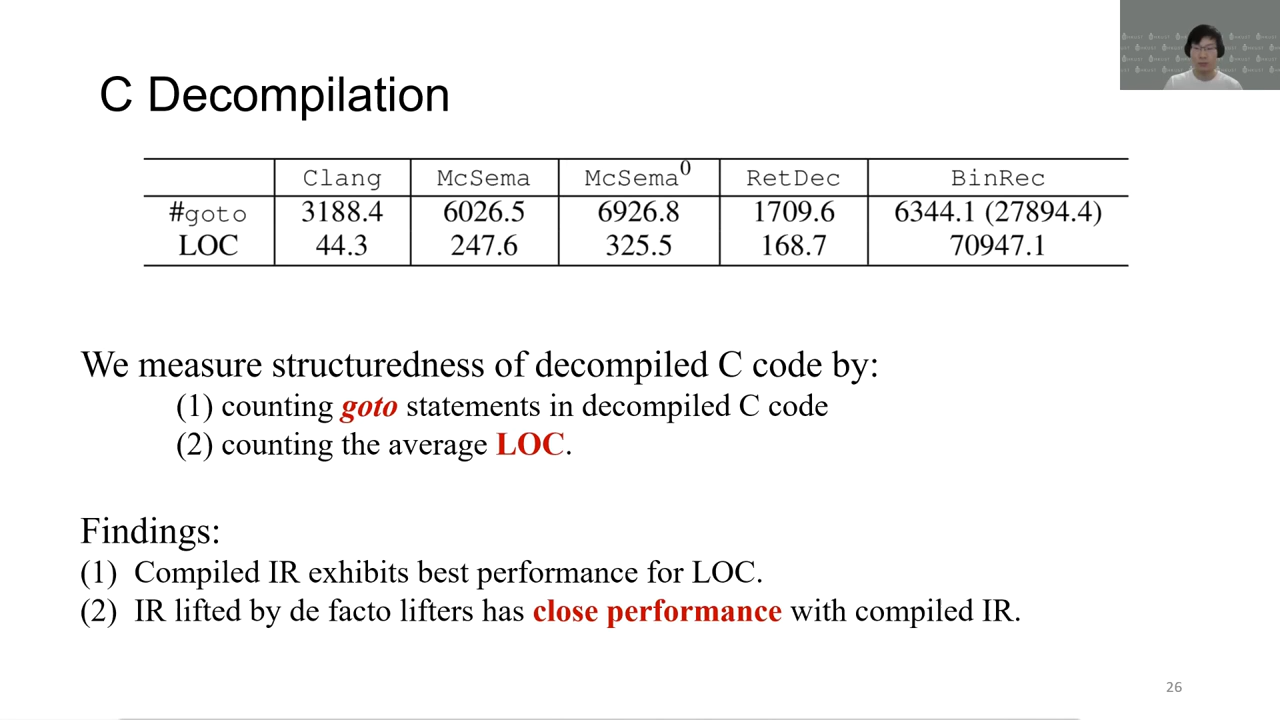 C Decompilation
Clang McSema McSema⁰ RetDec BinRec
#goto 3188.4 6026.5 6926.8 1709.6 6344.1 (27894.4)
LOC 44.3 247.6 325.5 168.7 70947.1
We measure structuredness of decompiled C code by:
(1) counting goto statements in decompiled C code
(2) counting the average LOC.
Findings:
(1) Compiled IR exhibits best performance for LOC.
(2) IR lifted by de facto lifters has close performance with compiled IR.
26